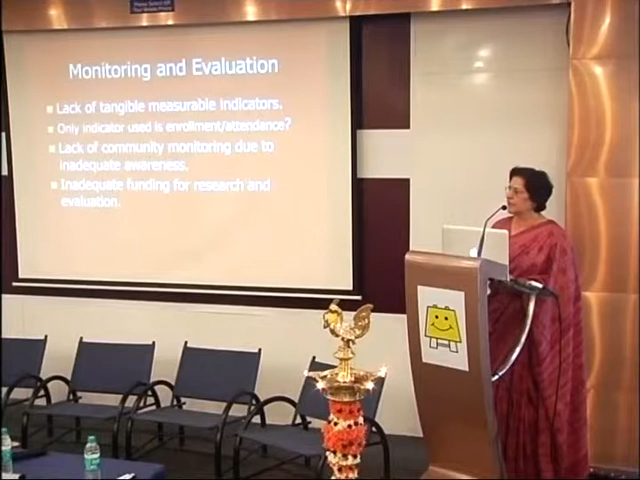 Monitoring and Evaluation
Lack of tangible measurable indicators.
Only indicator used is enrollment/attendance?
Lack of community monitoring due to
inadequate awareness.
Inadequate funding for research and
evaluation.